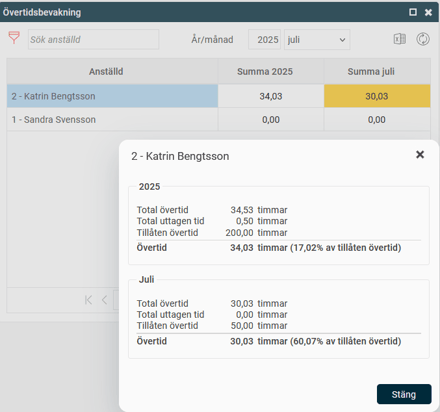 Övertidsbevakning
Sök anställd
År/månad
2025
juli
Anställd
Summa 2025
Summa juli
2 - Katrin Bengtsson
34,03
30,03
1 - Sandra Svensson
0,00
0,00
2 - Katrin Bengtsson
2025
Total övertid 34,53 timmar
Total uttagen tid 0,50 timmar
Tillåten övertid 200,00 timmar
Övertid 34,03 timmar (17,02% av tillåten övertid)
Juli
Total övertid 30,03 timmar
Total uttagen tid 0,00 timmar
Tillåten övertid 50,00 timmar
Övertid 30,03 timmar (60,07% av tillåten övertid)
Stäng